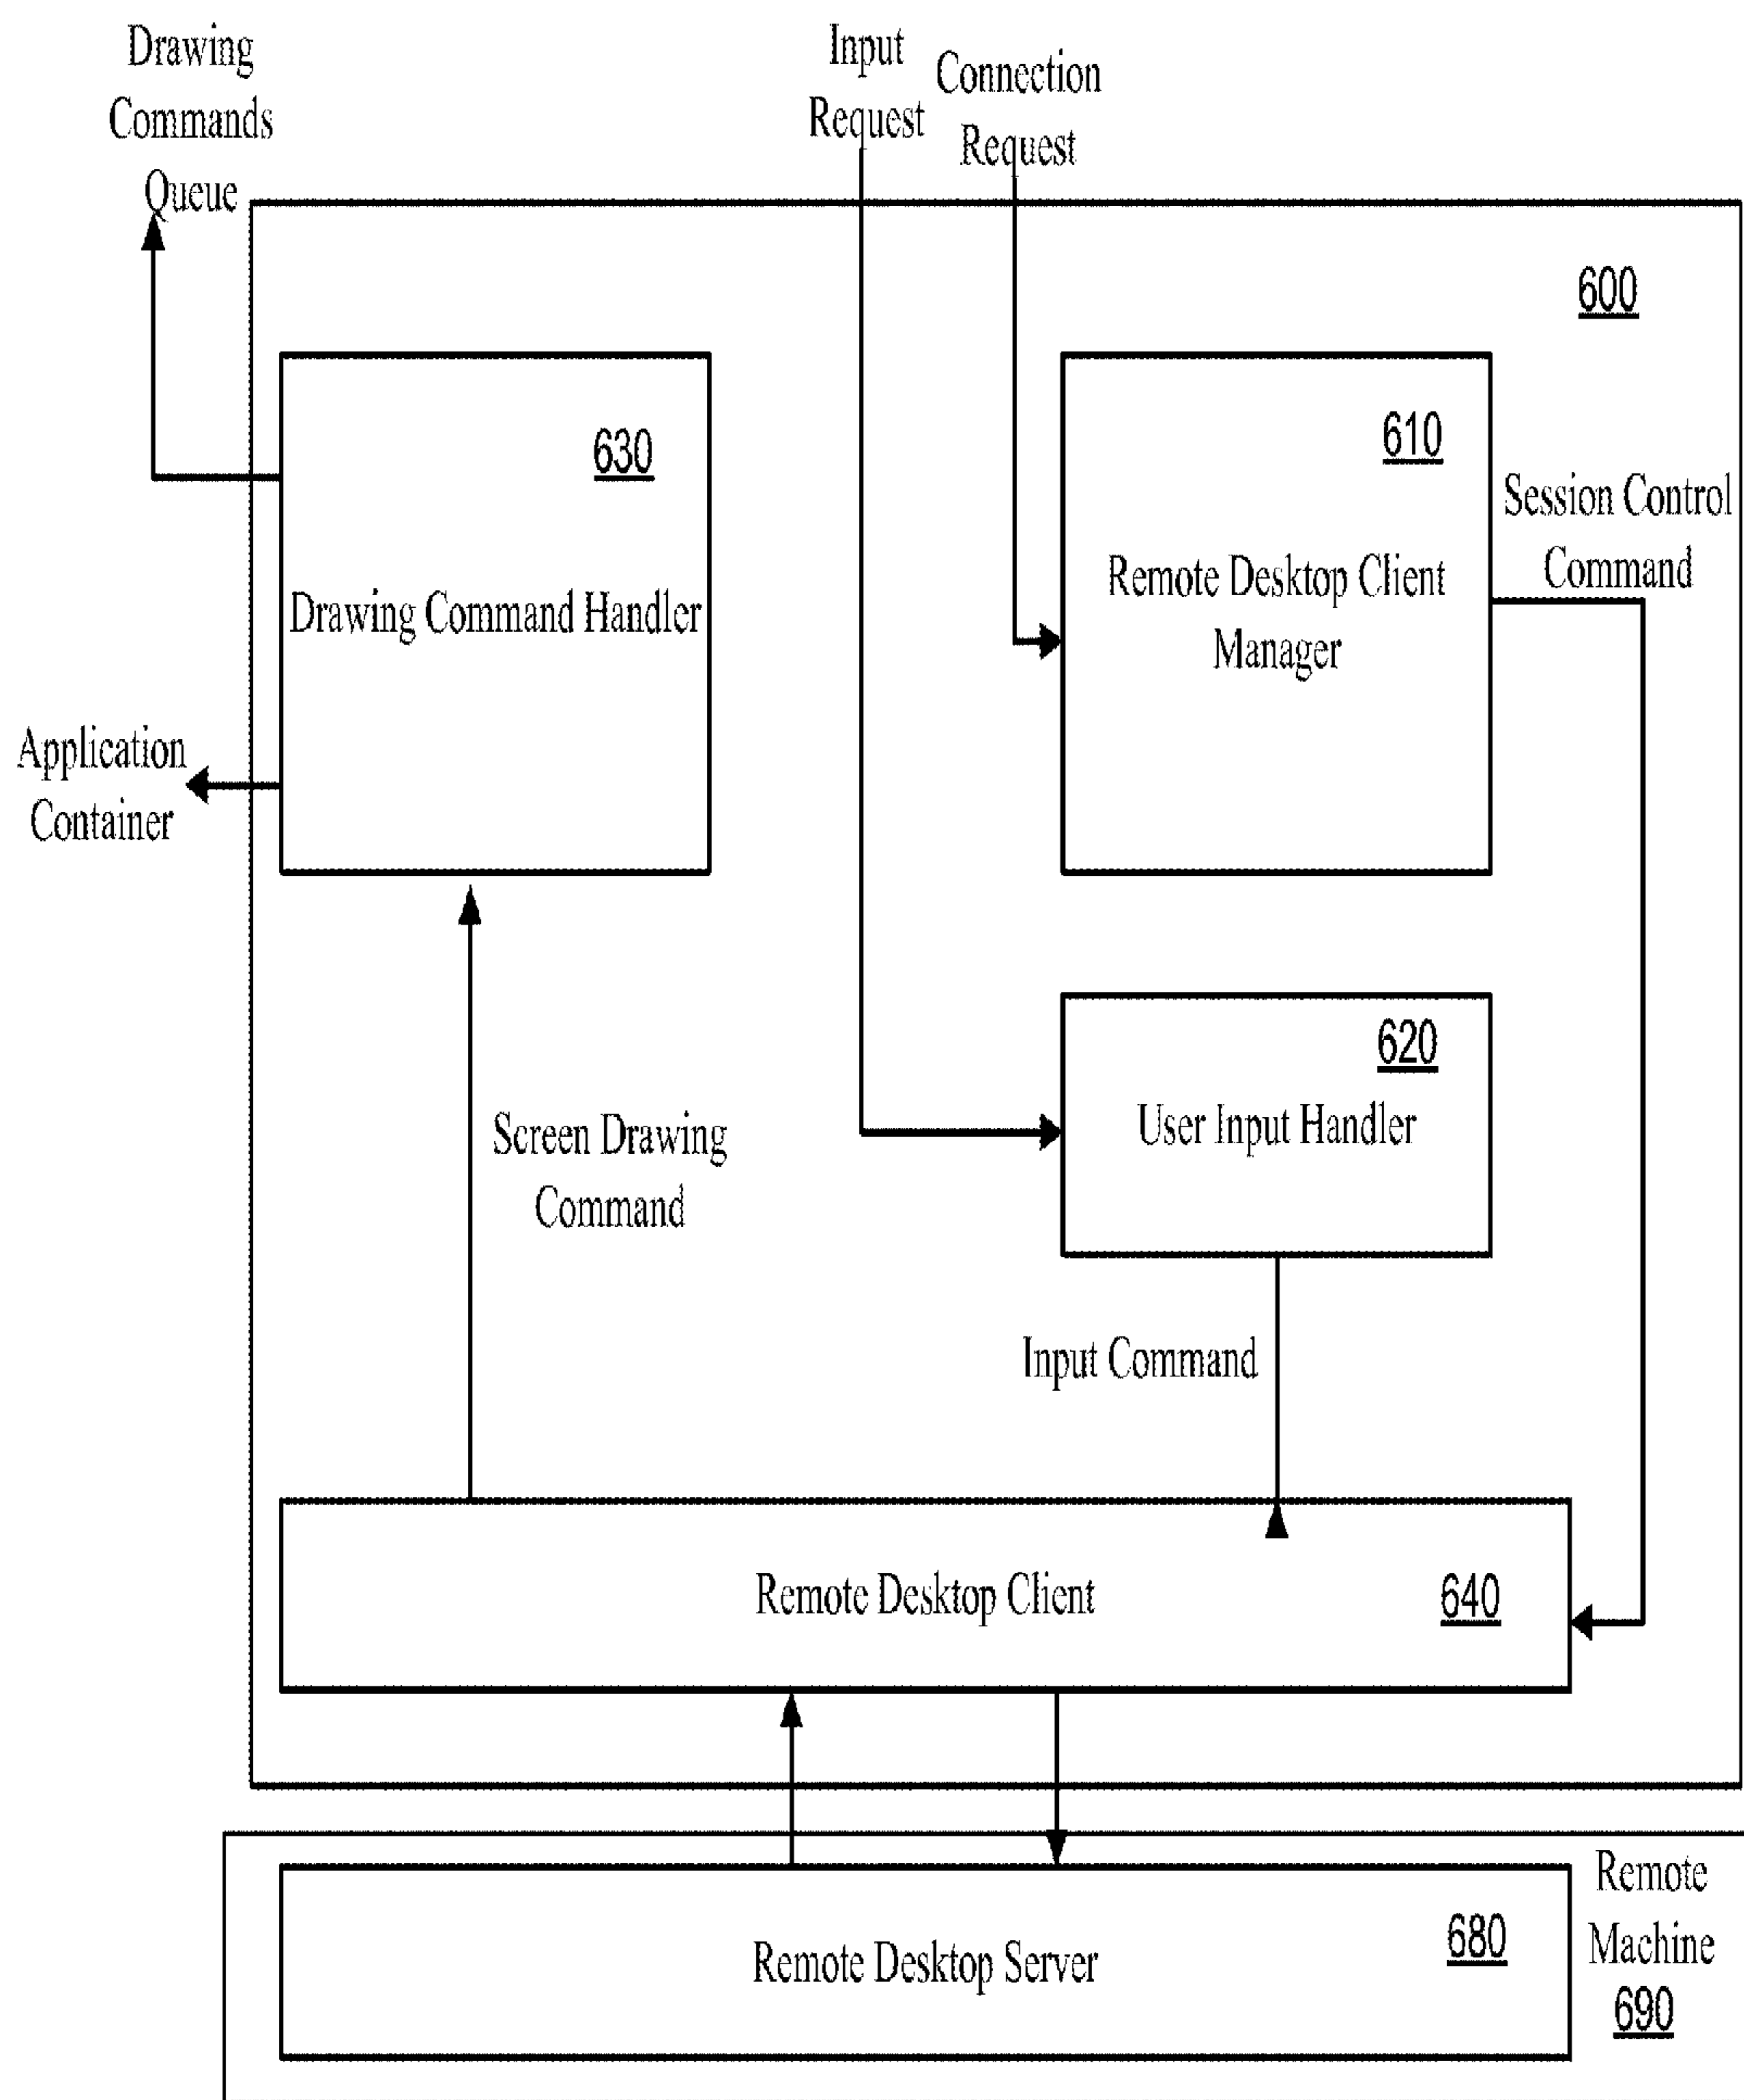 Drawing
Commands
Queue
Input
Request
Connection
Request
600
630
Drawing Command Handler
610
Remote Desktop Client
Manager
Session Control
Command
Application
Container
620
User Input Handler
Screen Drawing
Command
Input Command
Remote Desktop Client
640
Remote Desktop Server
680
Remote
Machine
690